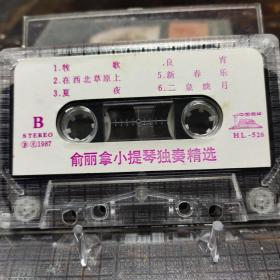 1.牧歌
2.在西北草原上
3.夏夜
.良宵
5.新春乐
6.二泉映月
B
STEREO
Ⓟ Ⓒ 1987
HL-526
俞丽拿小提琴独奏精选